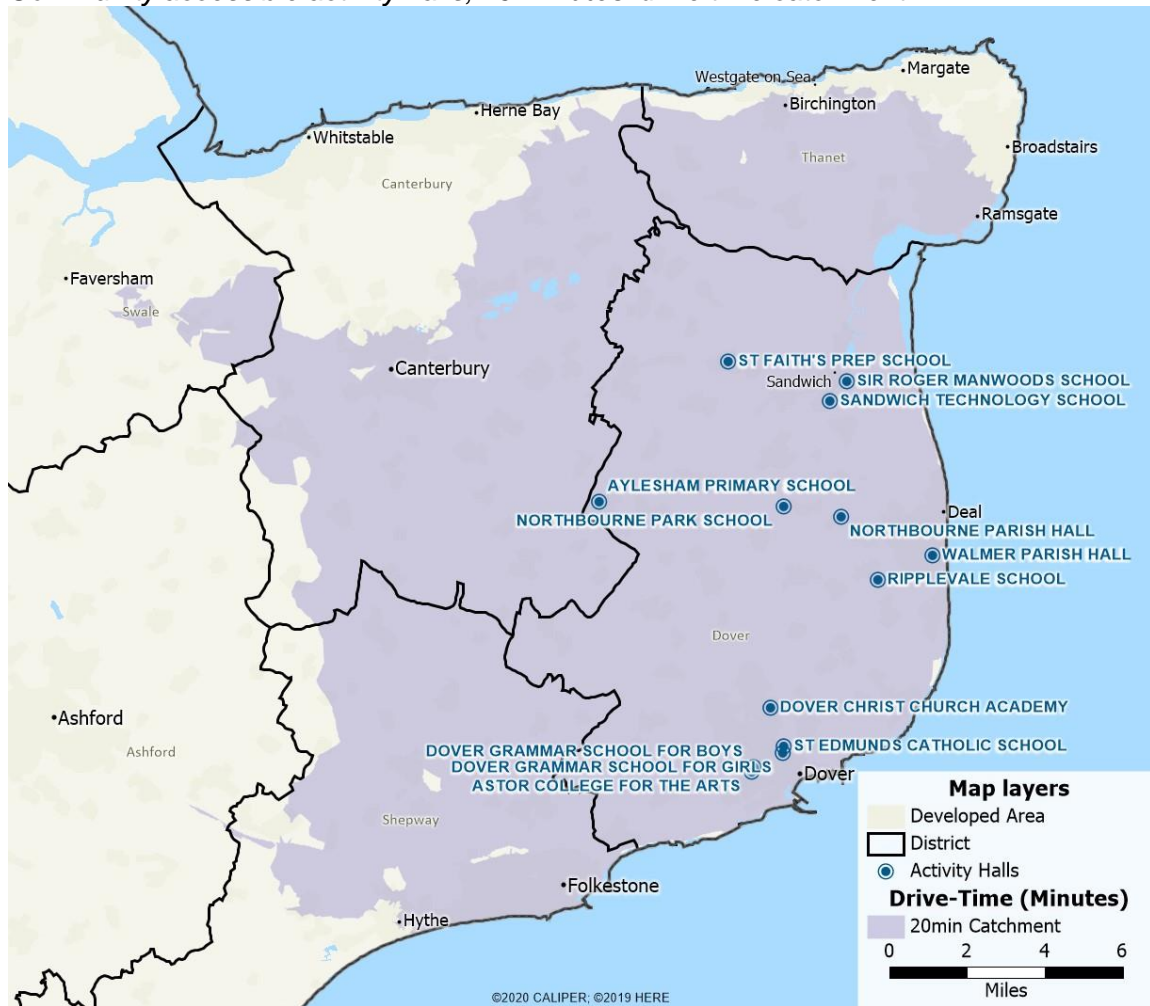 Margate
Westgate on Sea
Birchington
Herne Bay
Whitstable
Thanet
Broadstairs
Canterbury
Ramsgate
Faversham
Swale
ST FAITH'S PREP SCHOOL
Canterbury
Sandwich
SIR ROGER MANWOODS SCHOOL
SANDWICH TECHNOLOGY SCHOOL
AYLESHAM PRIMARY SCHOOL
NORTHBOURNE PARK SCHOOL
Deal
NORTHBOURNE PARISH HALL
WALMER PARISH HALL
RIPPLEVALE SCHOOL
Dover
DOVER CHRIST CHURCH ACADEMY
Ashford
Ashford
ST EDMUNDS CATHOLIC SCHOOL
DOVER GRAMMAR SCHOOL FOR BOYS
DOVER GRAMMAR SCHOOL FOR GIRLS
ASTOR COLLEGE FOR THE ARTS
Dover
Shepway
Folkestone
Hythe
Map layers
Developed Area
District
Activity Halls
Drive-Time (Minutes)
20min Catchment
0 2 4 6
Miles
©2020 CALIPER; ©2019 HERE